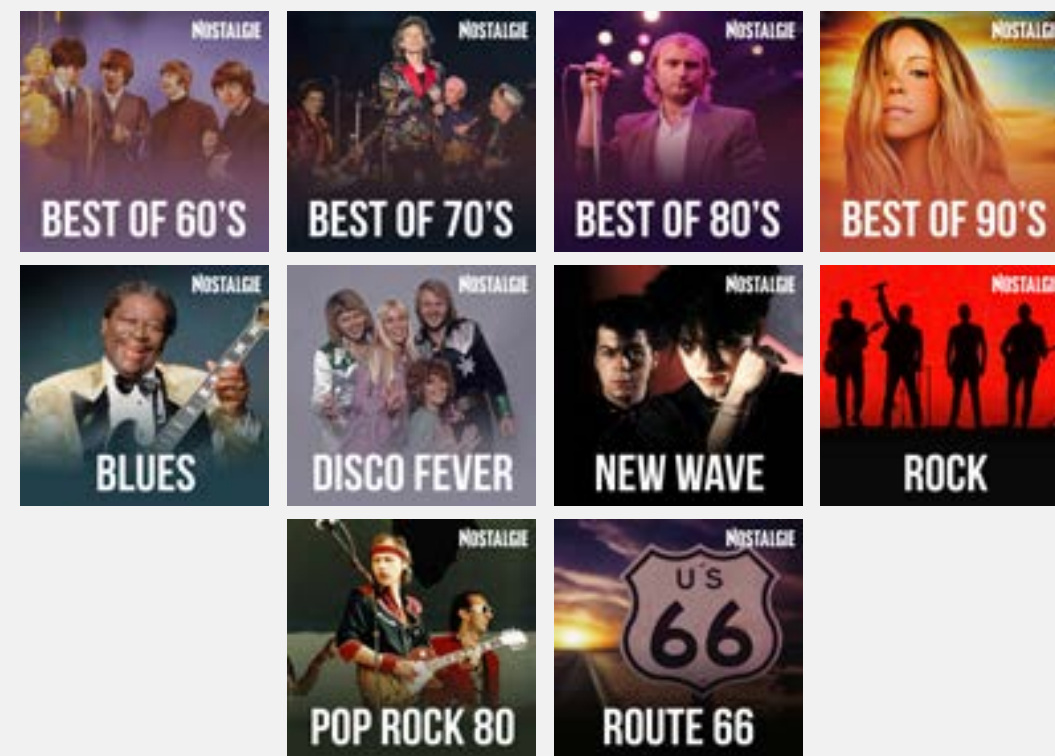 NOSTALGIE
BEST OF 60'S
NOSTALGIE
BEST OF 70'S
NOSTALGIE
BEST OF 80'S
NOSTALGIE
BEST OF 90'S
NOSTALGIE
BLUES
NOSTALGIE
DISCO FEVER
NOSTALGIE
NEW WAVE
NOSTALGIE
ROCK
NOSTALGIE
POP ROCK 80
NOSTALGIE
U'S
66
ROUTE 66